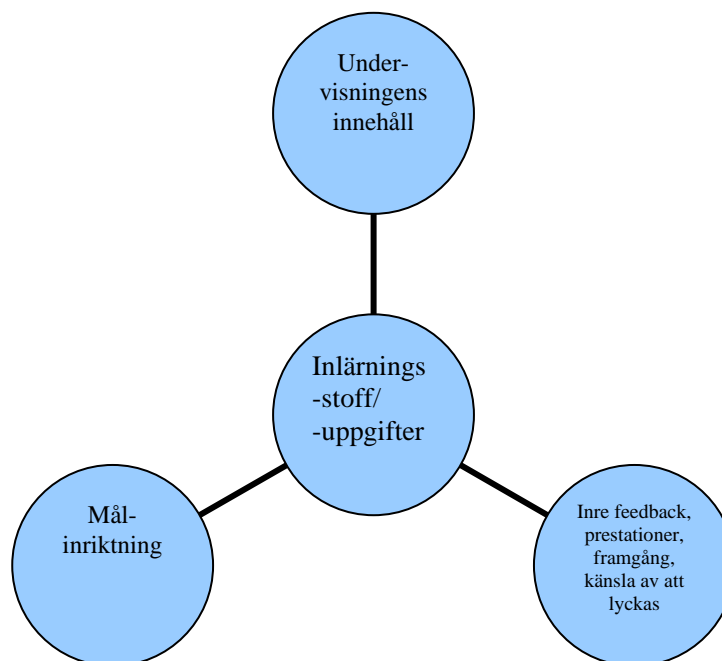 Under-
visningens
innehåll
Inlärnings
-stoff/
-uppgifter
Mål-
inriktning
Inre feedback,
prestationer,
framgång,
känsla av att
lyckas